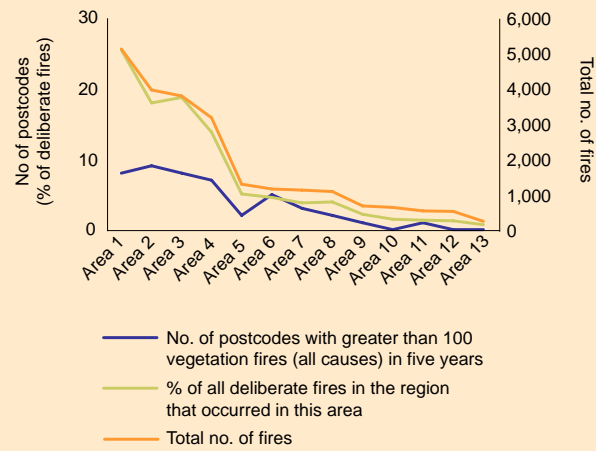 No of postcodes
(% of deliberate fires)
30
20
10
0
6,000
5,000
4,000
3,000
2,000
1,000
0
Total no. of fires
Area 1
Area 2
Area 3
Area 4
Area 5
Area 6
Area 7
Area 8
Area 9
Area 10
Area 11
Area 12
Area 13
No. of postcodes with greater than 100
vegetation fires (all causes) in five years
% of all deliberate fires in the region
that occurred in this area
Total no. of fires